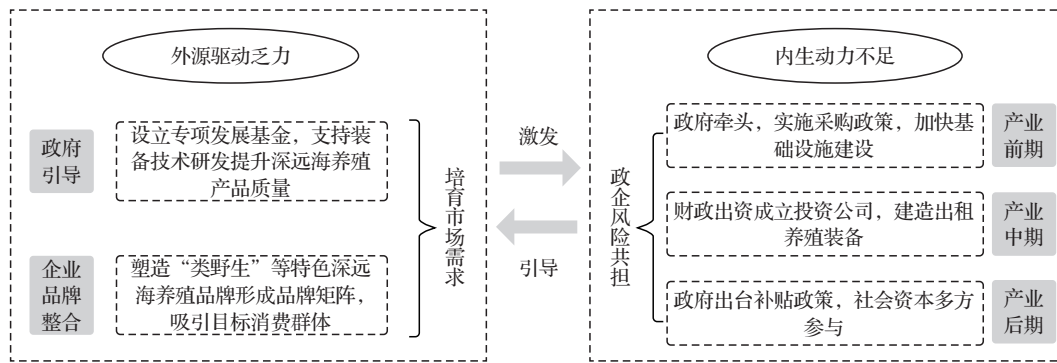 外源驱动乏力
政府
引导
设立专项发展基金，支持装
备技术研发提升深远海养殖
产品质量
企业
品牌
整合
塑造“类野生”等特色深远
海养殖品牌形成品牌矩阵，
吸引目标消费群体
培育市场需求
激发
引导
内生动力不足
政企风险共担
政府牵头，实施采购政策，加快基
础设施建设
产业
前期
财政出资成立投资公司，建造出租
养殖装备
产业
中期
政府出台补贴政策，社会资本多方
参与
产业
后期